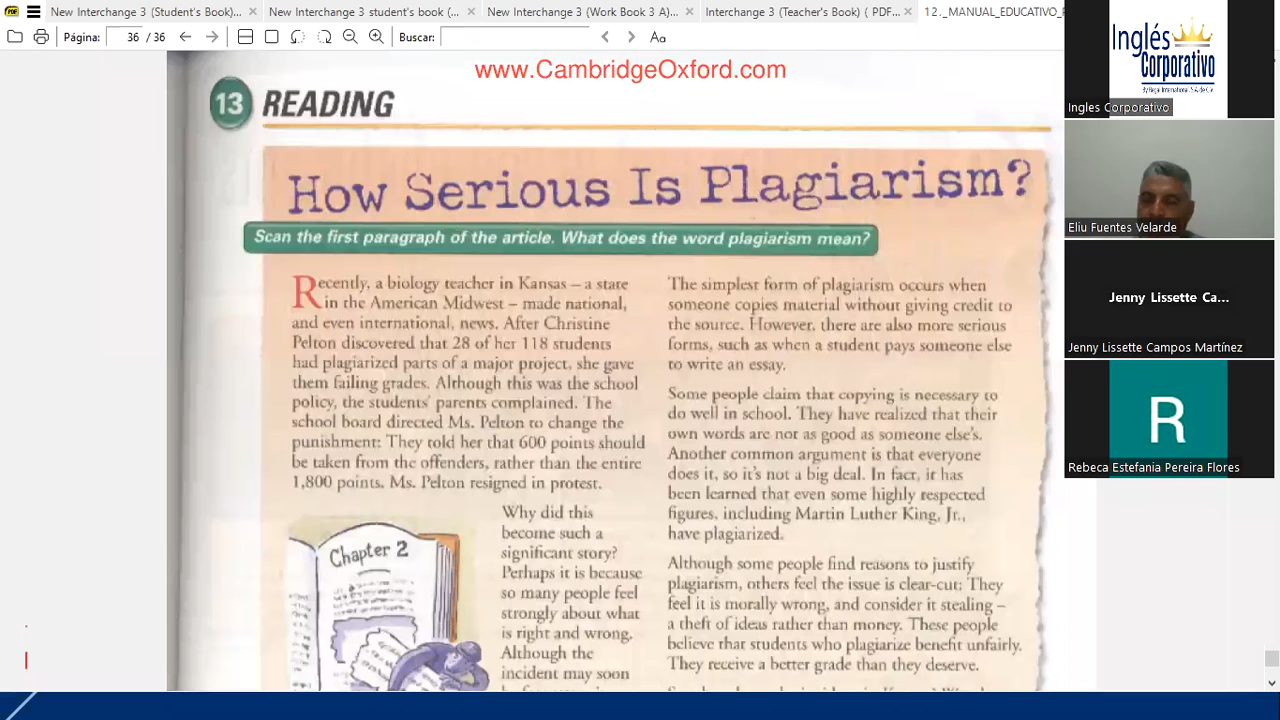 New Interchange 3 (Student's Book)...
New Interchange 3 student's book (...
New Interchange 3 (Work Book 3 A)...
Interchange 3 (Teacher's Book) ( PDF...
12._MANUAL_EDUCATIVO_
Página:
36 / 36
Buscar:
Aa
www.CambridgeOxford.com
13 READING
How Serious Is Plagiarism?
Scan the first paragraph of the article. What does the word plagiarism mean?
Recently, a biology teacher in Kansas – a state
in the American Midwest – made national,
and even international, news. After Christine
Pelton discovered that 28 of her 118 students
had plagiarized parts of a major project, she gave
them failing grades. Although this was the school
policy, the students' parents complained. The
school board directed Ms. Pelton to change the
punishment: They told her that 600 points should
be taken from the offenders, rather than the entire
1,800 points. Ms. Pelton resigned in protest.
Chapter 2
Why did this
become such a
significant story?
Perhaps it is because
so many people feel
strongly about what
is right and wrong.
Although the
incident may soon
The simplest form of plagiarism occurs when
someone copies material without giving credit to
the source. However, there are also more serious
forms, such as when a student pays someone else
to write an essay.
Some people claim that copying is necessary to
do well in school. They have realized that their
own words are not as good as someone else's.
Another common argument is that everyone
does it, so it's not a big deal. In fact, it has
been learned that even some highly respected
figures, including Martin Luther King, Jr.,
have plagiarized.
Although some people find reasons to justify
plagiarism, others feel the issue is clear-cut: They
feel it is morally wrong, and consider it stealing –
a theft of ideas rather than money. These people
believe that students who plagiarize benefit unfairly.
They receive a better grade than they deserve.
Inglés
Corporativo
By Regal International, S.A. de C.V.
Ingles Corporativo
Eliu Fuentes Velarde
Jenny Lissette Ca...
Jenny Lissette Campos Martínez
R
Rebeca Estefania Pereira Flores